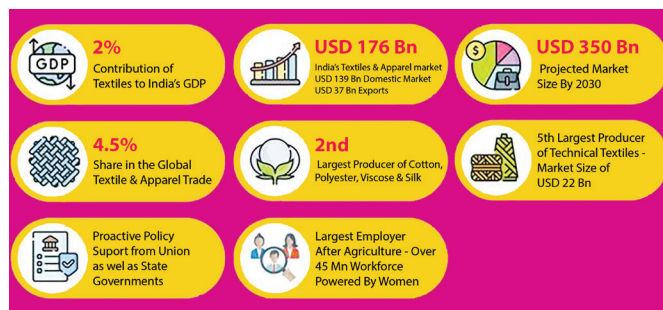 GDP
2%
Contribution of
Textiles to India's GDP
USD 176 Bn
India's Textiles & Apparel market
USD 139 Bn Domestic Market
USD 37 Bn Exports
$
USD 350 Bn
Projected Market
Size By 2030
4.5%
Share in the Global
Textile & Apparel Trade
2nd
Largest Producer of Cotton,
Polyester, Viscose & Silk
5th Largest Producer
of Technical Textiles -
Market Size of
USD 22 Bn
Proactive Policy
Suport from Union
as wel as State
Governments
Largest Employer
After Agriculture - Over
45 Mn Workforce
Powered By Women